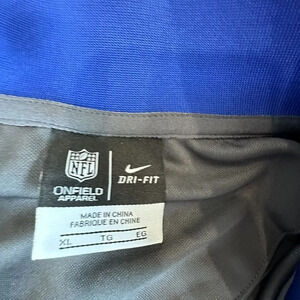 NFL
ONFIELD
APPAREL
DRI-FIT
MADE IN CHINA
FABRIQUÉ EN CHINE
XL TG EG